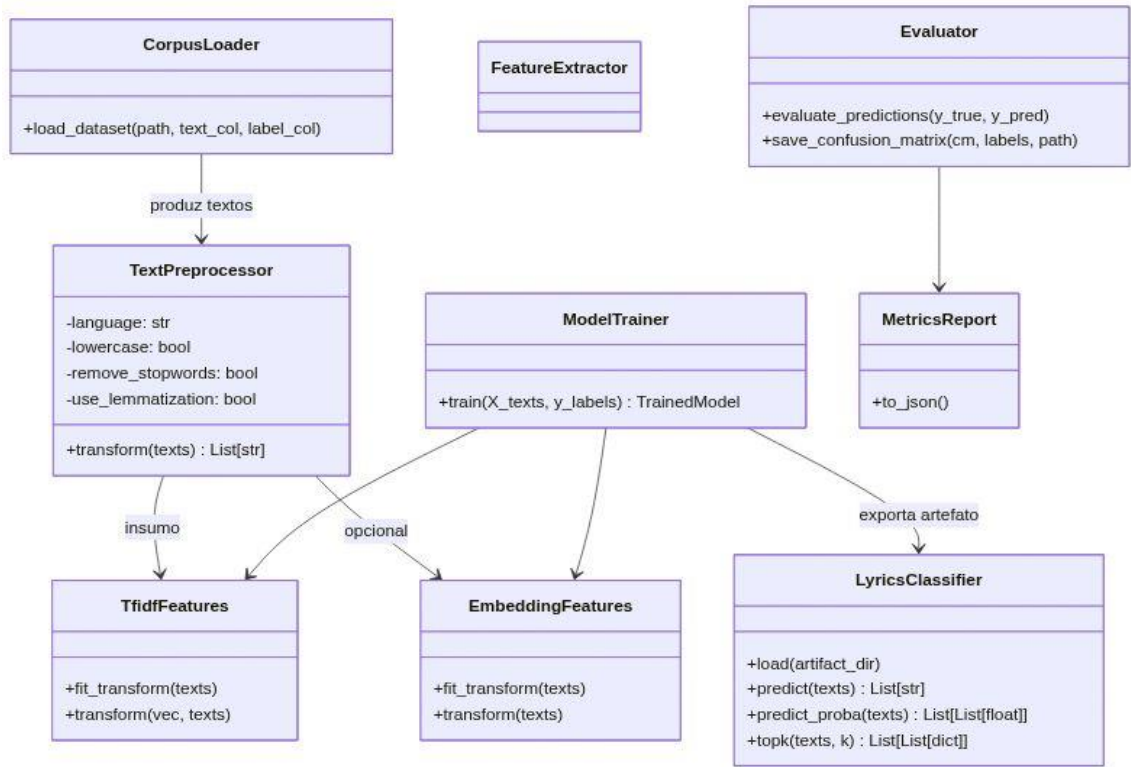 CorpusLoader
+load_dataset(path, text_col, label_col)
FeatureExtractor
Evaluator
+evaluate_predictions(y_true, y_pred)
+save_confusion_matrix(cm, labels, path)
produz textos
TextPreprocessor
-language: str
-lowercase: bool
-remove_stopwords: bool
-use_lemmatization: bool
+transform(texts) : List[str]
ModelTrainer
+train(X_texts, y_labels) : TrainedModel
MetricsReport
+to_json()
insumo
opcional
exporta artefato
TfidfFeatures
+fit_transform(texts)
+transform(vec, texts)
EmbeddingFeatures
+fit_transform(texts)
+transform(texts)
LyricsClassifier
+load(artifact_dir)
+predict(texts) : List[str]
+predict_proba(texts) : List[List[float]]
+topk(texts, k) : List[List[dict]]